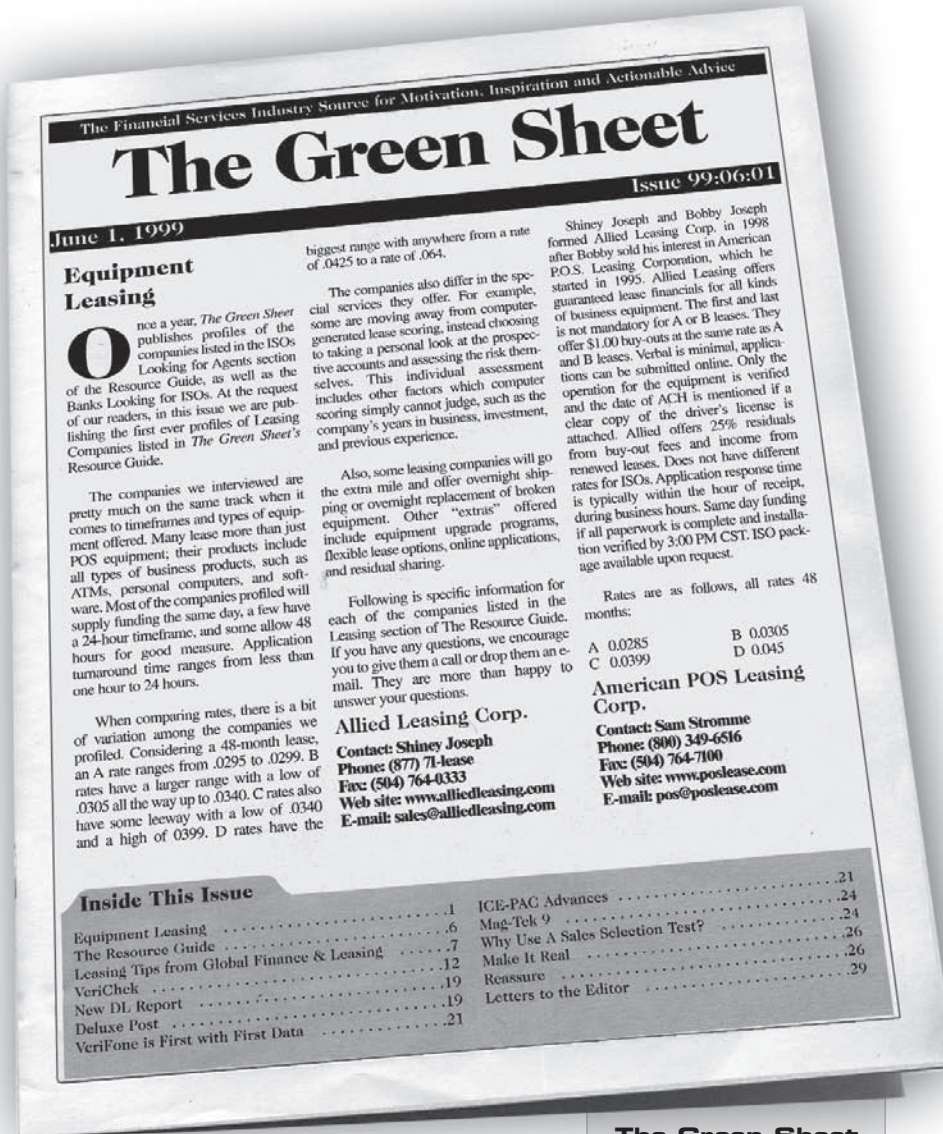 The Financial Services Industry Source for Motivation, Inspiration and Actionable Advice
The Green Sheet
June 1, 1999
Issue 99:06:01
Equipment
Leasing
Once a year, The Green Sheet
publishes profiles of the
companies listed in the ISOs
Looking for Agents section
of the Resource Guide, as well as the
Banks Looking for ISOs. At the request
of our readers, in this issue we are pub-
lishing the first ever profiles of Leasing
Companies listed in The Green Sheet's
Resource Guide.
The companies we interviewed are
pretty much on the same track when it
comes to timeframes and types of equip-
ment offered. Many lease more than just
POS equipment; their products include
all types of business products, such as
ATMs, personal computers, and soft-
ware. Most of the companies profiled will
supply funding the same day, a few have
a 24-hour timeframe, and some allow 48
hours for good measure. Application
turnaround time ranges from less than
one hour to 24 hours.
When comparing rates, there is a bit
of variation among the companies we
profiled. Considering a 48-month lease,
an A rate ranges from .0295 to .0299. B
rates have a larger range with a low of
.0305 all the way up to .0340. C rates also
have some leeway with a low of .0340
and a high of 0399. D rates have the
biggest range with anywhere from a rate
of .0425 to a rate of .064.
The companies also differ in the spe-
cial services they offer. For example,
some are moving away from computer-
generated lease scoring, instead choosing
to taking a personal look at the prospec-
tive accounts and assessing the risk them-
selves. This individual assessment
includes other factors which computer
scoring simply cannot judge, such as the
company's years in business, investment,
and previous experience.
Also, some leasing companies will go
the extra mile and offer overnight ship-
ping or overnight replacement of broken
equipment. Other "extras" offered
include equipment upgrade programs,
flexible lease options, online applications,
and residual sharing.
Following is specific information for
each of the companies listed in the
Leasing section of The Resource Guide.
If you have any questions, we encourage
you to give them a call or drop them an e-
mail. They are more than happy to
answer your questions.
Allied Leasing Corp.
Contact: Shiney Joseph
Phone: (877) 71-lease
Fax: (504) 764-0333
Web site: www.alliedleasing.com
E-mail: sales@alliedleasing.com
Shiney Joseph and Bobby Joseph
formed Allied Leasing Corp. in 1998
after Bobby sold his interest in American
P.O.S. Leasing Corporation, which he
started in 1995. Allied Leasing offers
guaranteed lease financials for all kinds
of business equipment. The first and last
is not mandatory for A or B leases. They
offer $1.00 buy-outs at the same rate as A
and B leases. Verbal is minimal, applica-
tions can be submitted online. Only the
operation for the equipment is verified
and the date of ACH is mentioned if a
clear copy of the driver's license is
attached. Allied offers 25% residuals
from buy-out fees and income from
renewed leases. Does not have different
rates for ISOs. Application response time
is typically within the hour of receipt,
during business hours. Same day funding
if all paperwork is complete and installa-
tion verified by 3:00 PM CST. ISO pack-
age available upon request.
Rates are as follows, all rates 48
months:
A 0.0285 B 0.0305
C 0.0399 D 0.045
American POS Leasing
Corp.
Contact: Sam Stromme
Phone: (800) 349-6516
Fax: (504) 764-7100
Web site: www.poslease.com
E-mail: pos@poslease.com
Inside This Issue
Equipment Leasing . . . . . 1
The Resource Guide . . . . . 6
Leasing Tips from Global Finance & Leasing . . . . . 7
VeriChek . . . . . 12
New DL Report . . . . . 19
Deluxe Post . . . . . 19
VeriFone is First with First Data . . . . . 21
ICE-PAC Advances . . . . . 21
Mag-Tek 9 . . . . . 24
Why Use A Sales Selection Test? . . . . . 24
Make It Real . . . . . 26
Reassure . . . . . 26
Letters to the Editor . . . . . 29
The Green Sheet